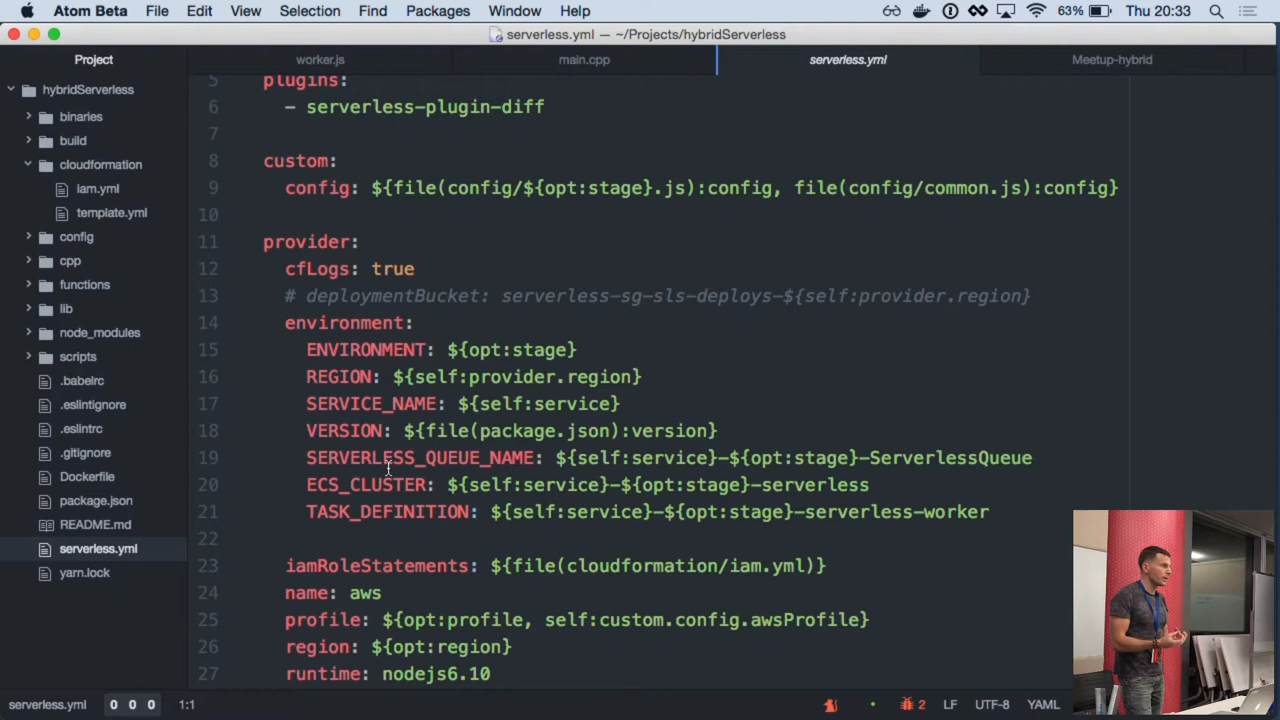 Atom Beta File Edit View Selection Find Packages Window Help 63% Thu 20:33
serverless.yml — ~/Projects/hybridServerless
Project
worker.js
main.cpp
serverless.yml
Meetup-hybrid
hybridServerless
binaries
build
cloudformation
iam.yml
template.yml
config
cpp
functions
lib
node_modules
scripts
.babelrc
.eslintignore
.eslintrc
.gitignore
Dockerfile
package.json
README.md
serverless.yml
yarn.lock
5 plugins:
6 - serverless-plugin-diff
7
8 custom:
9 config: ${file(config/${opt:stage}.js):config, file(config/common.js):config}
10
11 provider:
12 cfLogs: true
13 # deploymentBucket: serverless-sg-sls-deploys-${self:provider.region}
14 environment:
15 ENVIRONMENT: ${opt:stage}
16 REGION: ${self:provider.region}
17 SERVICE_NAME: ${self:service}
18 VERSION: ${file(package.json):version}
19 SERVERLESS_QUEUE_NAME: ${self:service}-${opt:stage}-ServerlessQueue
20 ECS_CLUSTER: ${self:service}-${opt:stage}-serverless
21 TASK_DEFINITION: ${self:service}-${opt:stage}-serverless-worker
22
23 iamRoleStatements: ${file(cloudformation/iam.yml)}
24 name: aws
25 profile: ${opt:profile, self:custom.config.awsProfile}
26 region: ${opt:region}
27 runtime: nodejs6.10
serverless.yml 0 0 0 1:1 2 LF UTF-8 YAML